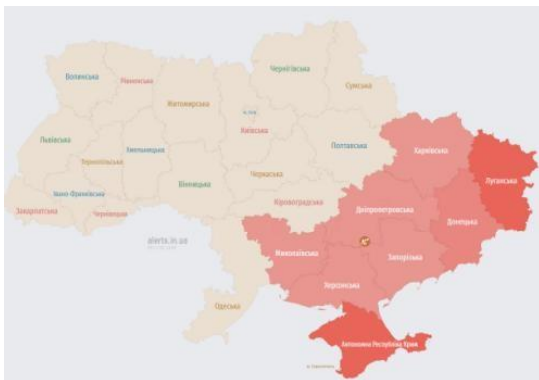 Чернігівська
Волинська
Рівненська
Сумська
Житомирська
Київська
Львівська
Тернопільська
Хмельницька
Полтавська
Харківська
Вінницька
Черкаська
Луганська
Івано-Франківська
Закарпатська
Чернівецька
Кіровоградська
Дніпропетровська
Донецька
alerts.in.ua
Миколаївська
Запорізька
Херсонська
Одеська
Автономна Республіка Крим